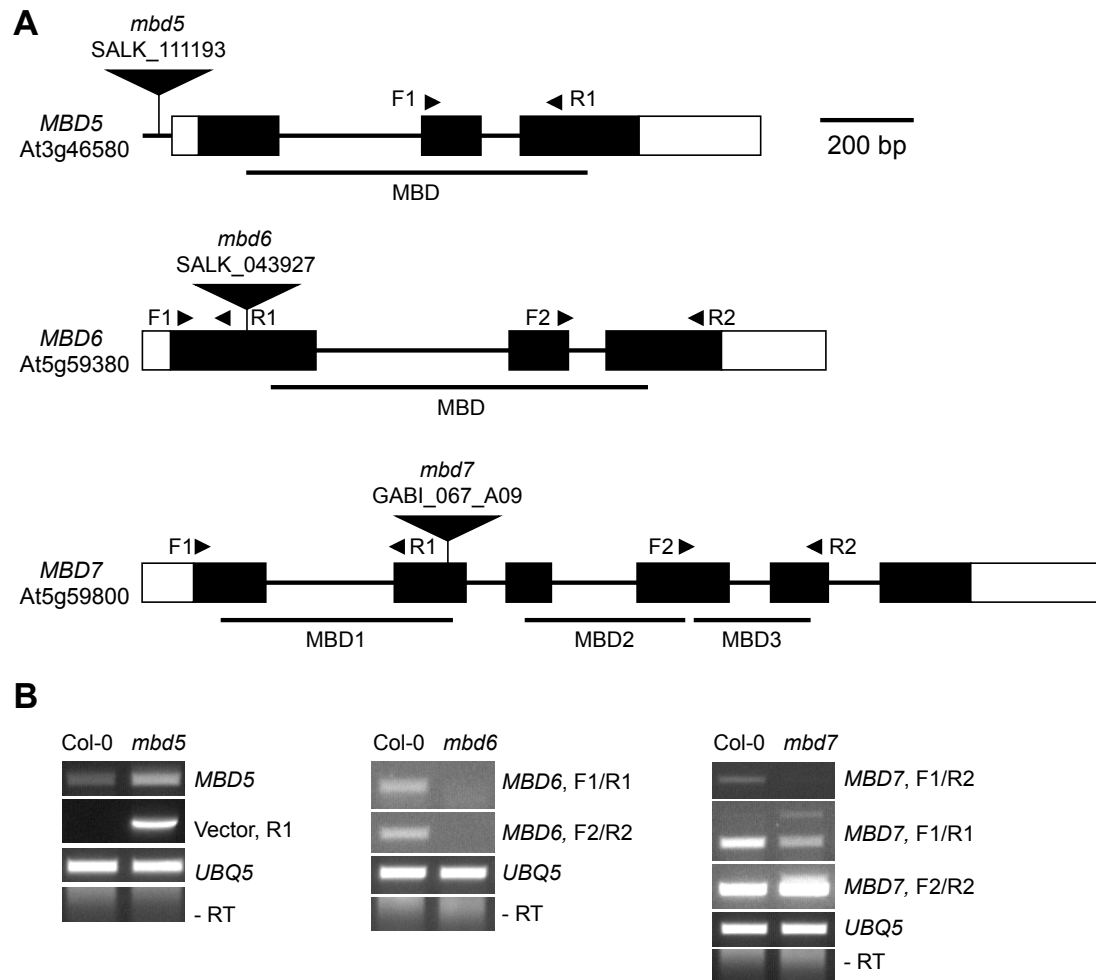 A
mbd5
SALK_111193
F1
R1
MBD5
At3g46580
200 bp
MBD
mbd6
SALK_043927
F1
R1
F2
R2
MBD6
At5g59380
MBD
mbd7
GABI_067_A09
F1
R1
F2
R2
MBD7
At5g59800
MBD1
MBD2
MBD3
B
Col-0 mbd5
MBD5
Vector, R1
UBQ5
- RT
Col-0 mbd6
MBD6, F1/R1
MBD6, F2/R2
UBQ5
- RT
Col-0 mbd7
MBD7, F1/R2
MBD7, F1/R1
MBD7, F2/R2
UBQ5
- RT